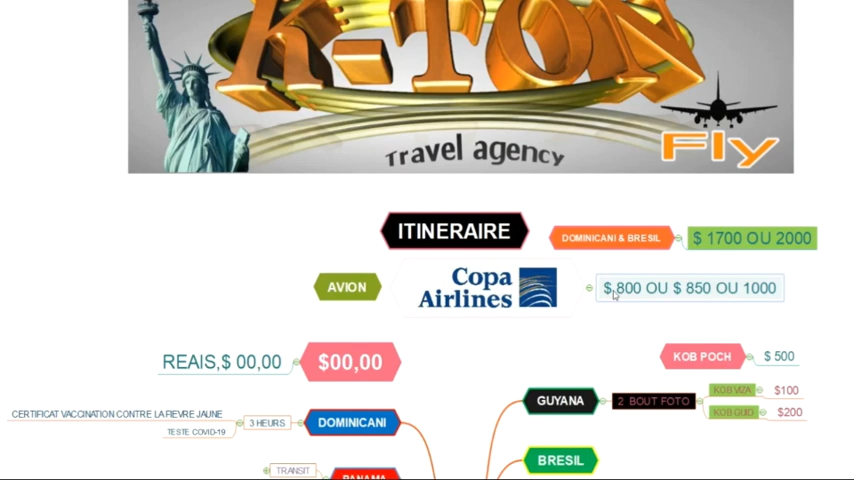 K-TON
Travel agency
Fly
ITINERAIRE
DOMINICANI & BRESIL
$ 1700 OU 2000
AVION
Copa
Airlines
$ 800 OU $ 850 OU 1000
REAIS,$ 00,00
$00,00
KOB POCH
$ 500
GUYANA
2 BOUT FOTO
KOB VIZA
$100
KOB GUID
$200
CERTIFICAT VACCINATION CONTRE LA FIEVRE JAUNE
TESTE COVID-19
3 HEURS
DOMINICANI
BRESIL
TRANSIT
PANAMA